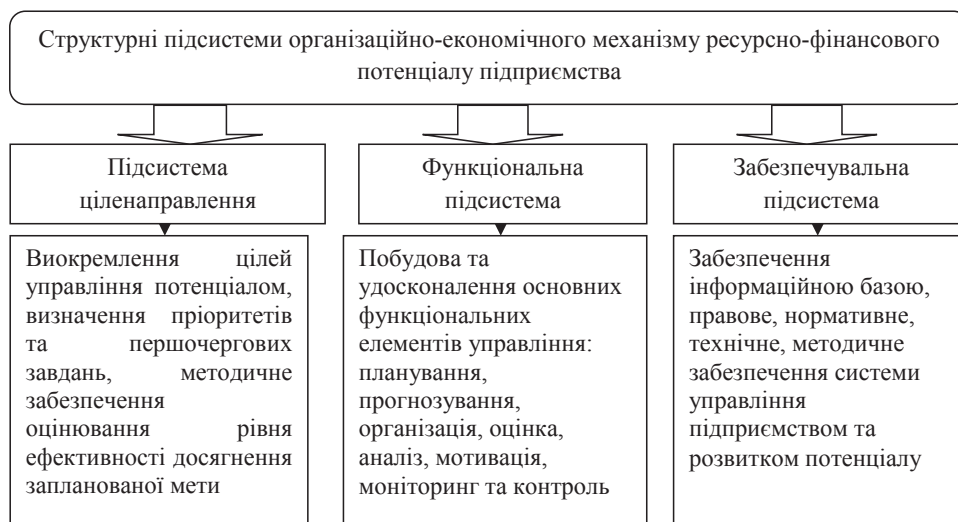 Структурні підсистеми організаційно-економічного механізму ресурсно-фінансового
потенціалу підприємства
Підсистема
ціленаправлення
Функціональна
підсистема
Забезпечувальна
підсистема
Виокремлення цілей
управління потенціалом,
визначення пріоритетів
та першочергових
завдань, методичне
забезпечення
оцінювання рівня
ефективності досягнення
запланованої мети
Побудова та
удосконалення основних
функціональних
елементів управління:
планування,
прогнозування,
організація, оцінка,
аналіз, мотивація,
моніторинг та контроль
Забезпечення
інформаційною базою,
правове, нормативне,
технічне, методичне
забезпечення системи
управління
підприємством та
розвитком потенціалу